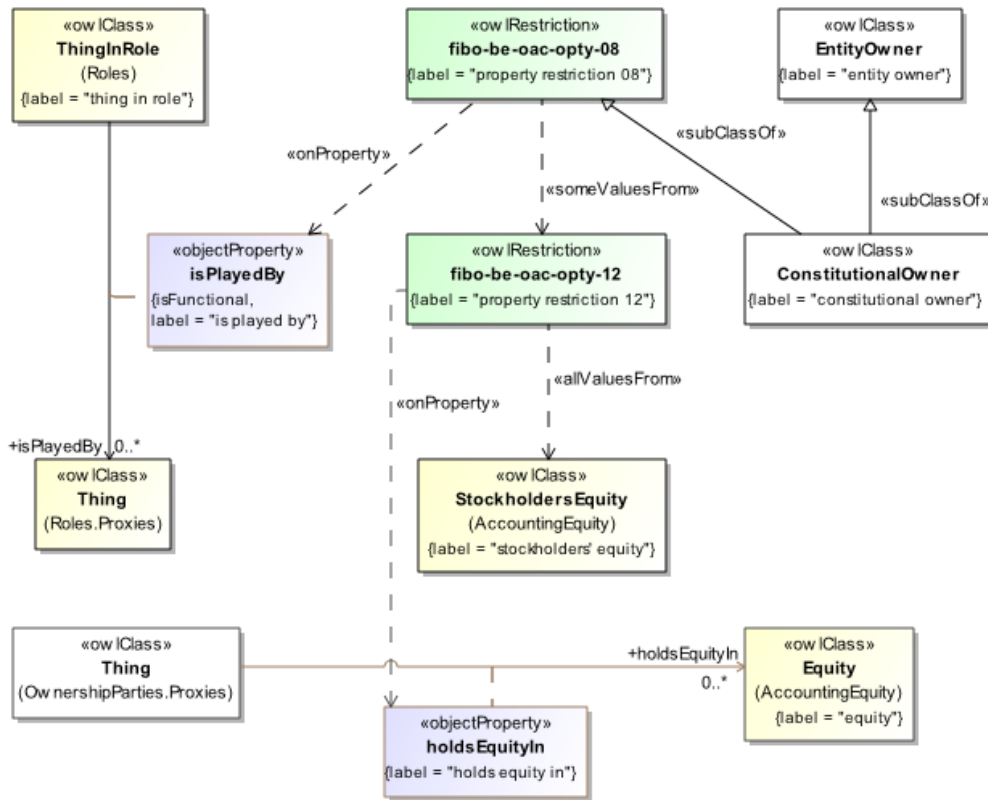 «owlClass»
ThingInRole
(Roles)
{label = "thing in role"}
«owlRestriction»
fibo-be-oac-opty-08
{label = "property restriction 08"}
«owlClass»
EntityOwner
{label = "entity owner"}
«onProperty»
«subClassOf»
«someValuesFrom»
«subClassOf»
«objectProperty»
isPlayedBy
{isFunctional,
label = "is played by"}
«owlRestriction»
fibo-be-oac-opty-12
{label = "property restriction 12"}
«owlClass»
ConstitutionalOwner
{label = "constitutional owner"}
«allValuesFrom»
«onProperty»
+isPlayedBy 0..*
«owlClass»
Thing
(Roles.Proxies)
«owlClass»
StockholdersEquity
(AccountingEquity)
{label = "stockholders' equity"}
«owlClass»
Thing
(OwnershipParties.Proxies)
+holdsEquityIn
0..*
«owlClass»
Equity
(AccountingEquity)
{label = "equity"}
«objectProperty»
holdsEquityIn
{label = "holds equity in"}